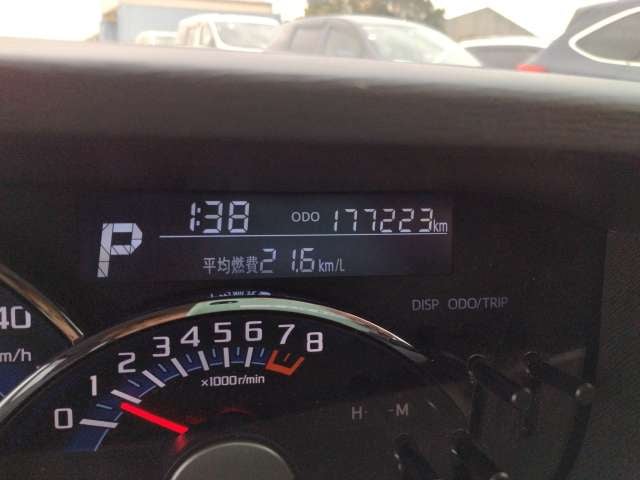 1:38 ODO 177223km
P
平均燃費21.6km/L
DISP ODO/TRIP
40
km/h
0 1 2 3 4 5 6 7 8
×1000r/min
H- -M